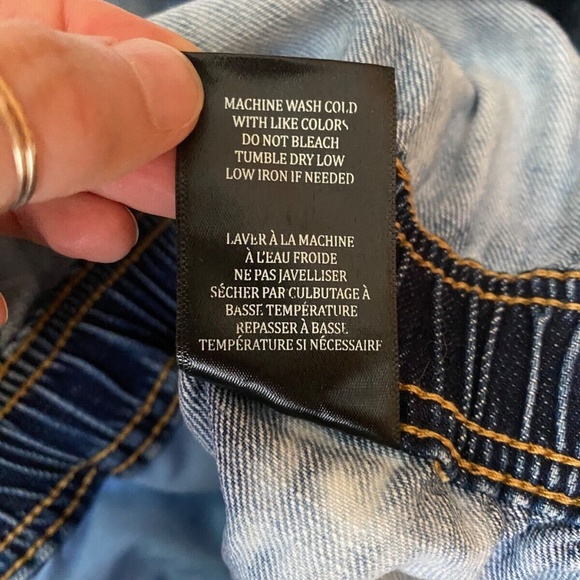 MACHINE WASH COLD
WITH LIKE COLORS
DO NOT BLEACH
TUMBLE DRY LOW
LOW IRON IF NEEDED
LAVER À LA MACHINE
À L'EAU FROIDE
NE PAS JAVELLISER
SÉCHER PAR CULBUTAGE À
BASSE TEMPÉRATURE
REPASSER À BASSE
TEMPÉRATURE SI NÉCESSAIRE